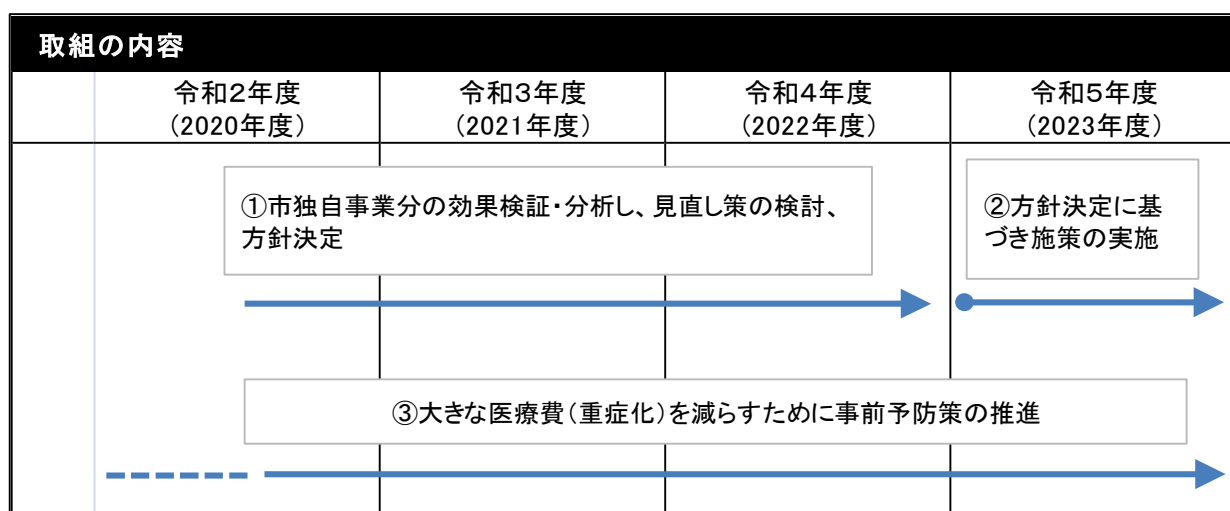 取組の内容
令和２年度
（2020年度）
令和３年度
（2021年度）
令和４年度
（2022年度）
令和５年度
（2023年度）
①市独自事業分の効果検証・分析し、見直し策の検討、
方針決定
②方針決定に基
づき施策の実施
③大きな医療費（重症化）を減らすために事前予防策の推進